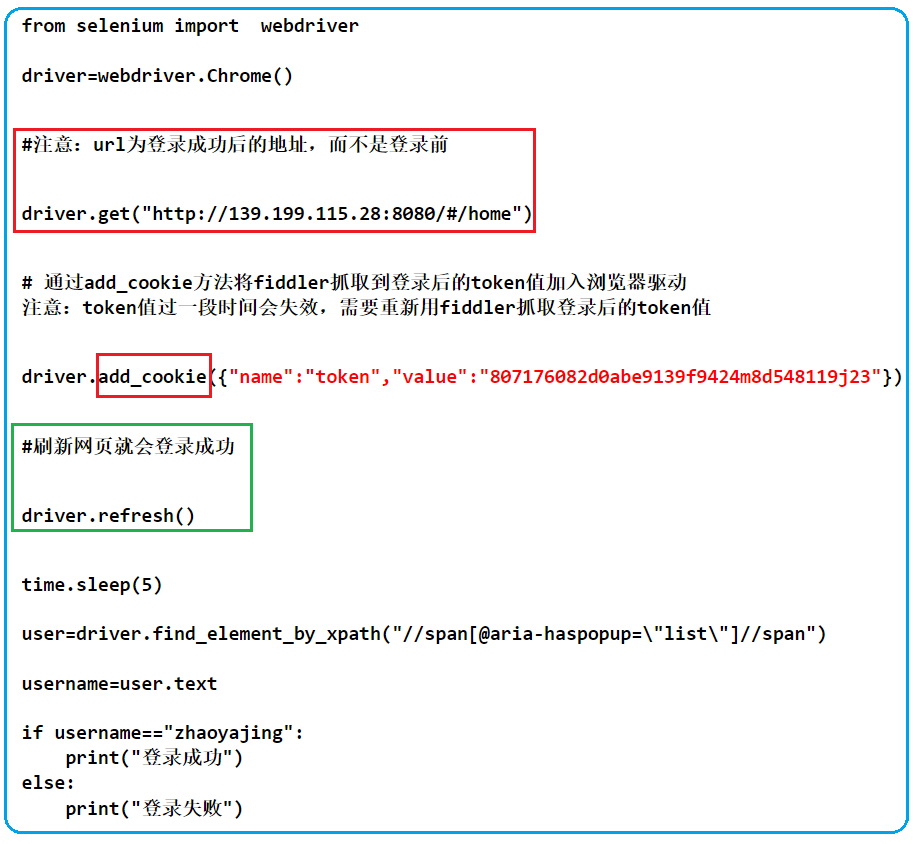 from selenium import  webdriver
driver=webdriver.Chrome()
#注意：url为登录成功后的地址，而不是登录前
driver.get("http://139.199.115.28:8080/#/home")
# 通过add_cookie方法将fiddler抓取到登录后的token值加入浏览器驱动
注意：token值过一段时间会失效，需要重新用fiddler抓取登录后的token值
driver.add_cookie({"name":"token","value":"807176082d0abe9139f9424m8d548119j23"})
#刷新网页就会登录成功
driver.refresh()
time.sleep(5)
user=driver.find_element_by_xpath("//span[@aria-haspopup=\"list\"]//span")
username=user.text
if username=="zhaoyajing":
    print("登录成功")
else:
    print("登录失败")